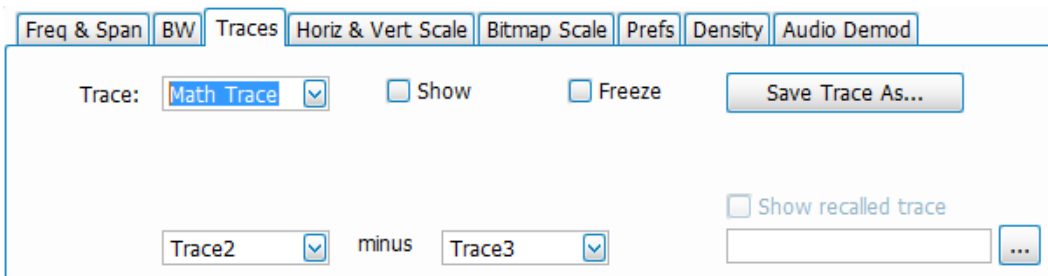 Freq & Span BW Traces Horiz & Vert Scale Bitmap Scale Prefs Density Audio Demod
Trace: Math Trace Show Freeze Save Trace As...
Show recalled trace
Trace2 minus Trace3 ...